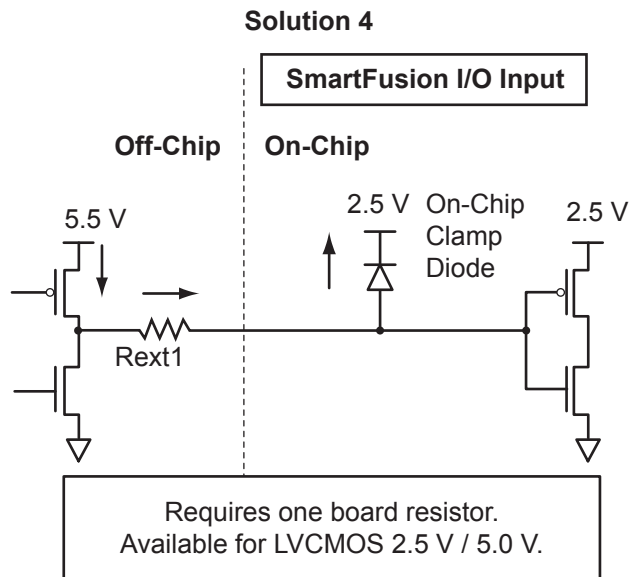 Solution 4
SmartFusion I/O Input
Off-Chip
On-Chip
5.5 V
2.5 V
On-Chip
Clamp
Diode
2.5 V
Rext1
Requires one board resistor.
Available for LVCMOS 2.5 V / 5.0 V.